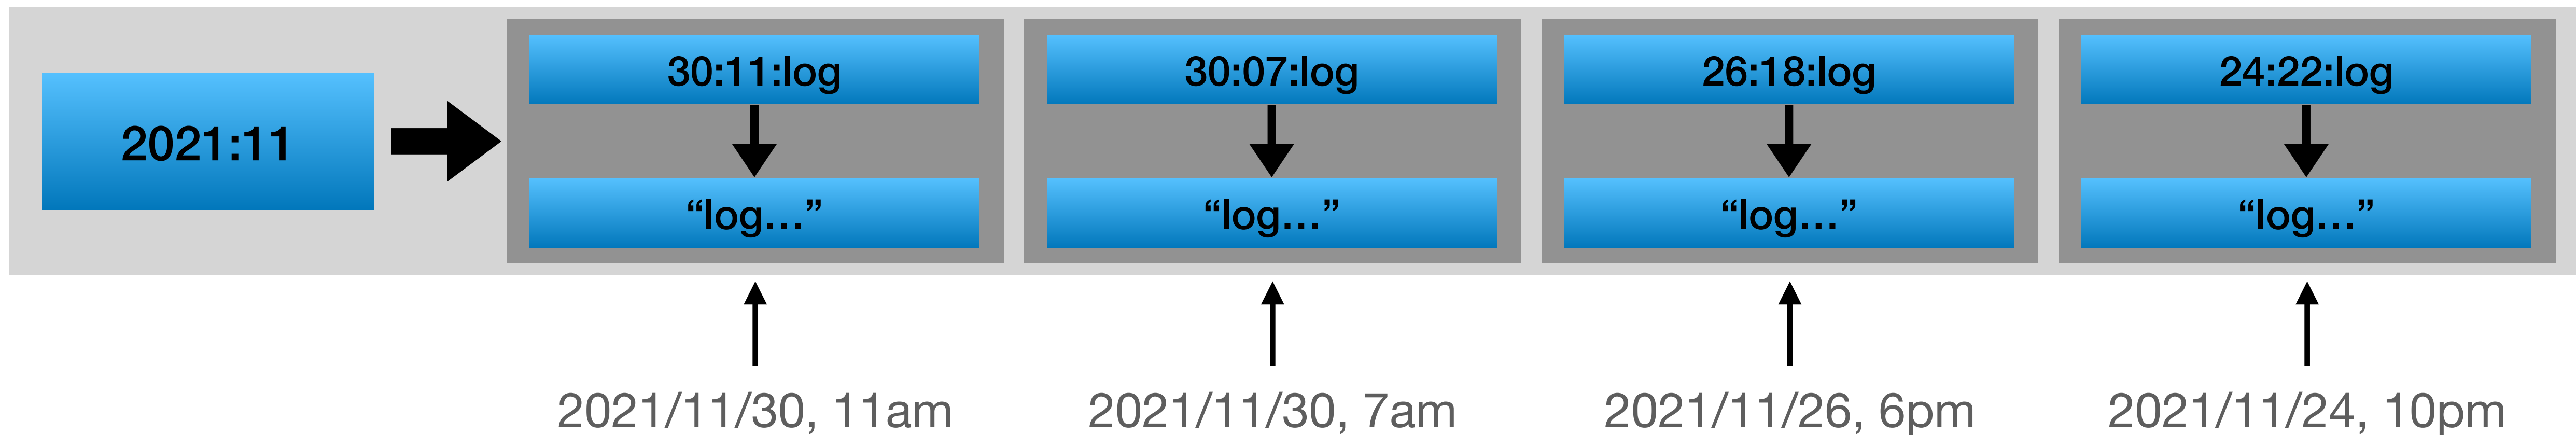 2021:11
30:11:log
30:07:log
26:18:log
24:22:log
“log…”
“log…”
“log…”
“log…”
2021/11/30, 11am
2021/11/30, 7am
2021/11/26, 6pm
2021/11/24, 10pm